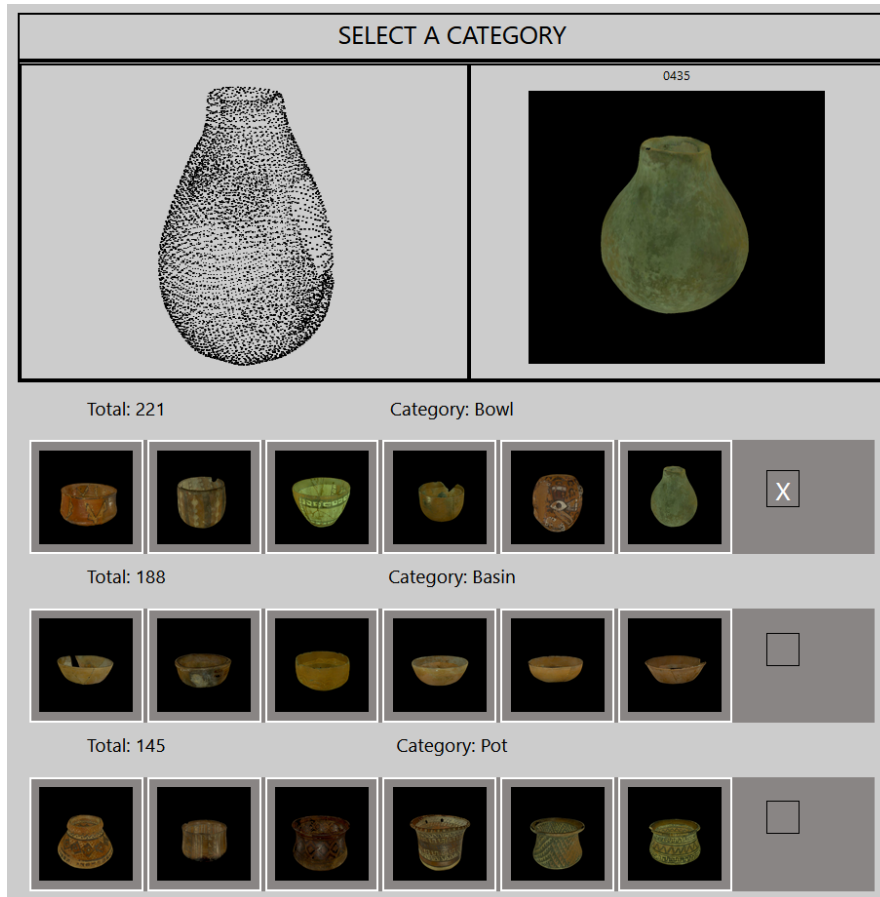 SELECT A CATEGORY
0435
Total: 221 Category: Bowl
X
Total: 188 Category: Basin
Total: 145 Category: Pot